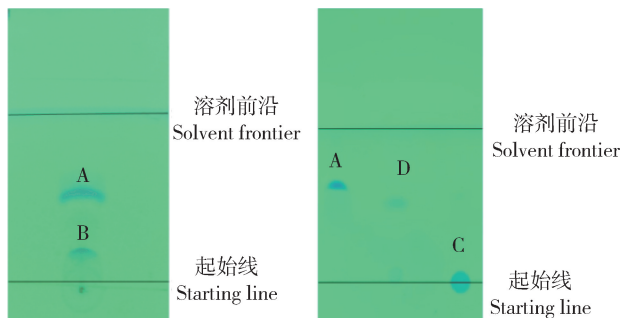 溶剂前沿
Solvent frontier
A
B
起始线
Starting line
溶剂前沿
Solvent frontier
A
D
C
起始线
Starting line